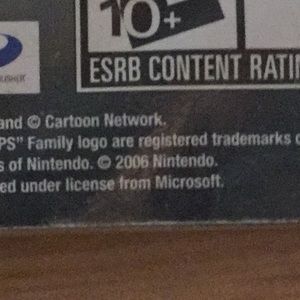 10+
ESRB CONTENT RATIN
USHER
and © Cartoon Network.
PS" Family logo are registered trademarks o
s of Nintendo. © 2006 Nintendo.
ed under license from Microsoft.